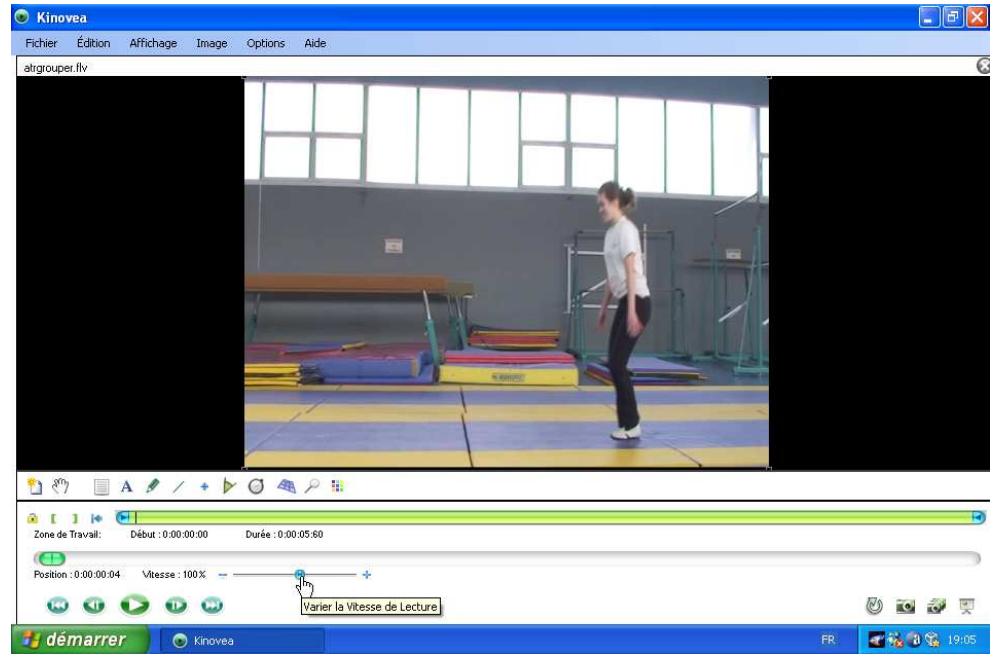 Kinovea
Fichier Édition Affichage Image Options Aide
atrgrouper.flv
A
Zone de Travail: Début : 0:00:00:00 Durée : 0:00:05:60
Position : 0:00:00:04 Vitesse : 100%
Varier la Vitesse de Lecture
démarrer Kinovea FR 19:05